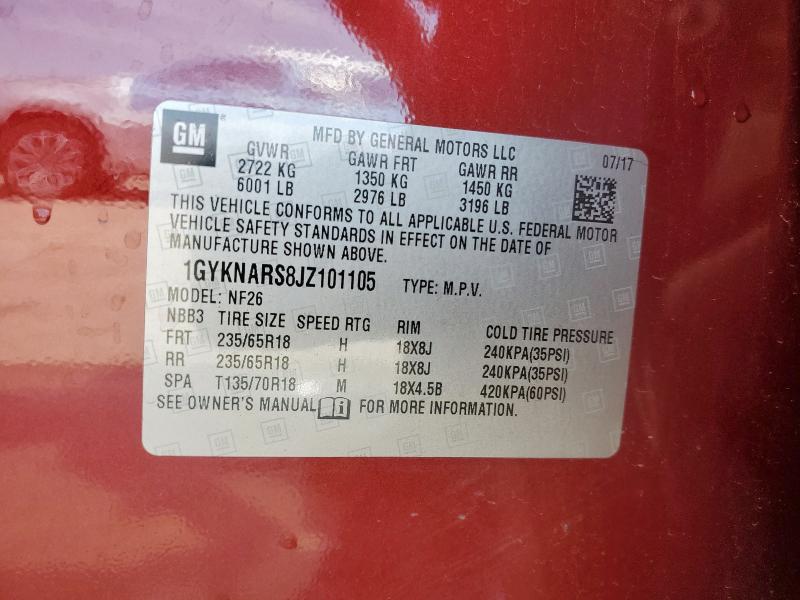 GM
MFD BY GENERAL MOTORS LLC 07/17
GVWR GAWR FRT GAWR RR
2722 KG 1350 KG 1450 KG
6001 LB 2976 LB 3196 LB
THIS VEHICLE CONFORMS TO ALL APPLICABLE U.S. FEDERAL MOTOR
VEHICLE SAFETY STANDARDS IN EFFECT ON THE DATE OF
MANUFACTURE SHOWN ABOVE.
1GYKNARS8JZ101105 TYPE: M.P.V.
MODEL: NF26
NBB3 TIRE SIZE SPEED RTG RIM COLD TIRE PRESSURE
FRT 235/65R18 H 18X8J 240KPA(35PSI)
RR 235/65R18 H 18X8J 240KPA(35PSI)
SPA T135/70R18 M 18X4.5B 420KPA(60PSI)
SEE OWNER'S MANUAL FOR MORE INFORMATION.